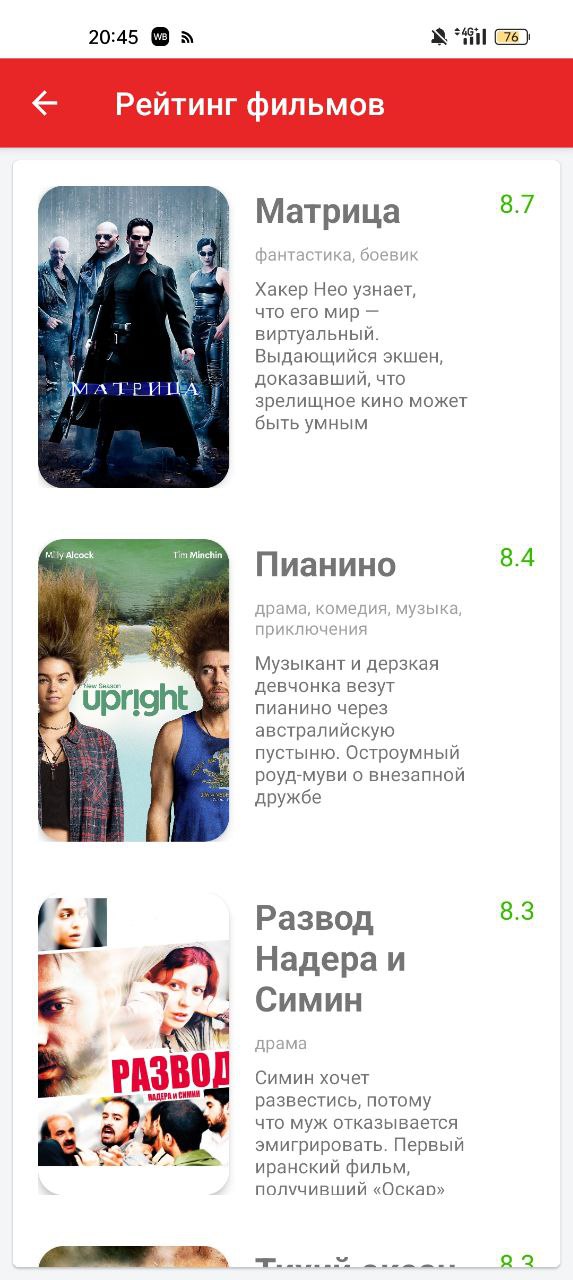 20:45 WB 4G+ 76
Рейтинг фильмов
МАТРИЦА
Матрица
8.7
фантастика, боевик
Хакер Нео узнает,
что его мир —
виртуальный.
Выдающийся экшен,
доказавший, что
зрелищное кино может
быть умным
Milly Alcock
Tim Minchin
New Season
upright
Пианино
8.4
драма, комедия, музыка,
приключения
Музыкант и дерзкая
девчонка везут
пианино через
австралийскую
пустыню. Остроумный
роуд-муви о внезапной
дружбе
РАЗВОД
НАДЕРА И СИМИН
Развод
Надера и
Симин
8.3
драма
Симин хочет
развестись, потому
что муж отказывается
эмигрировать. Первый
иранский фильм,
получивший «Оскар»
Тихий океан
8.3